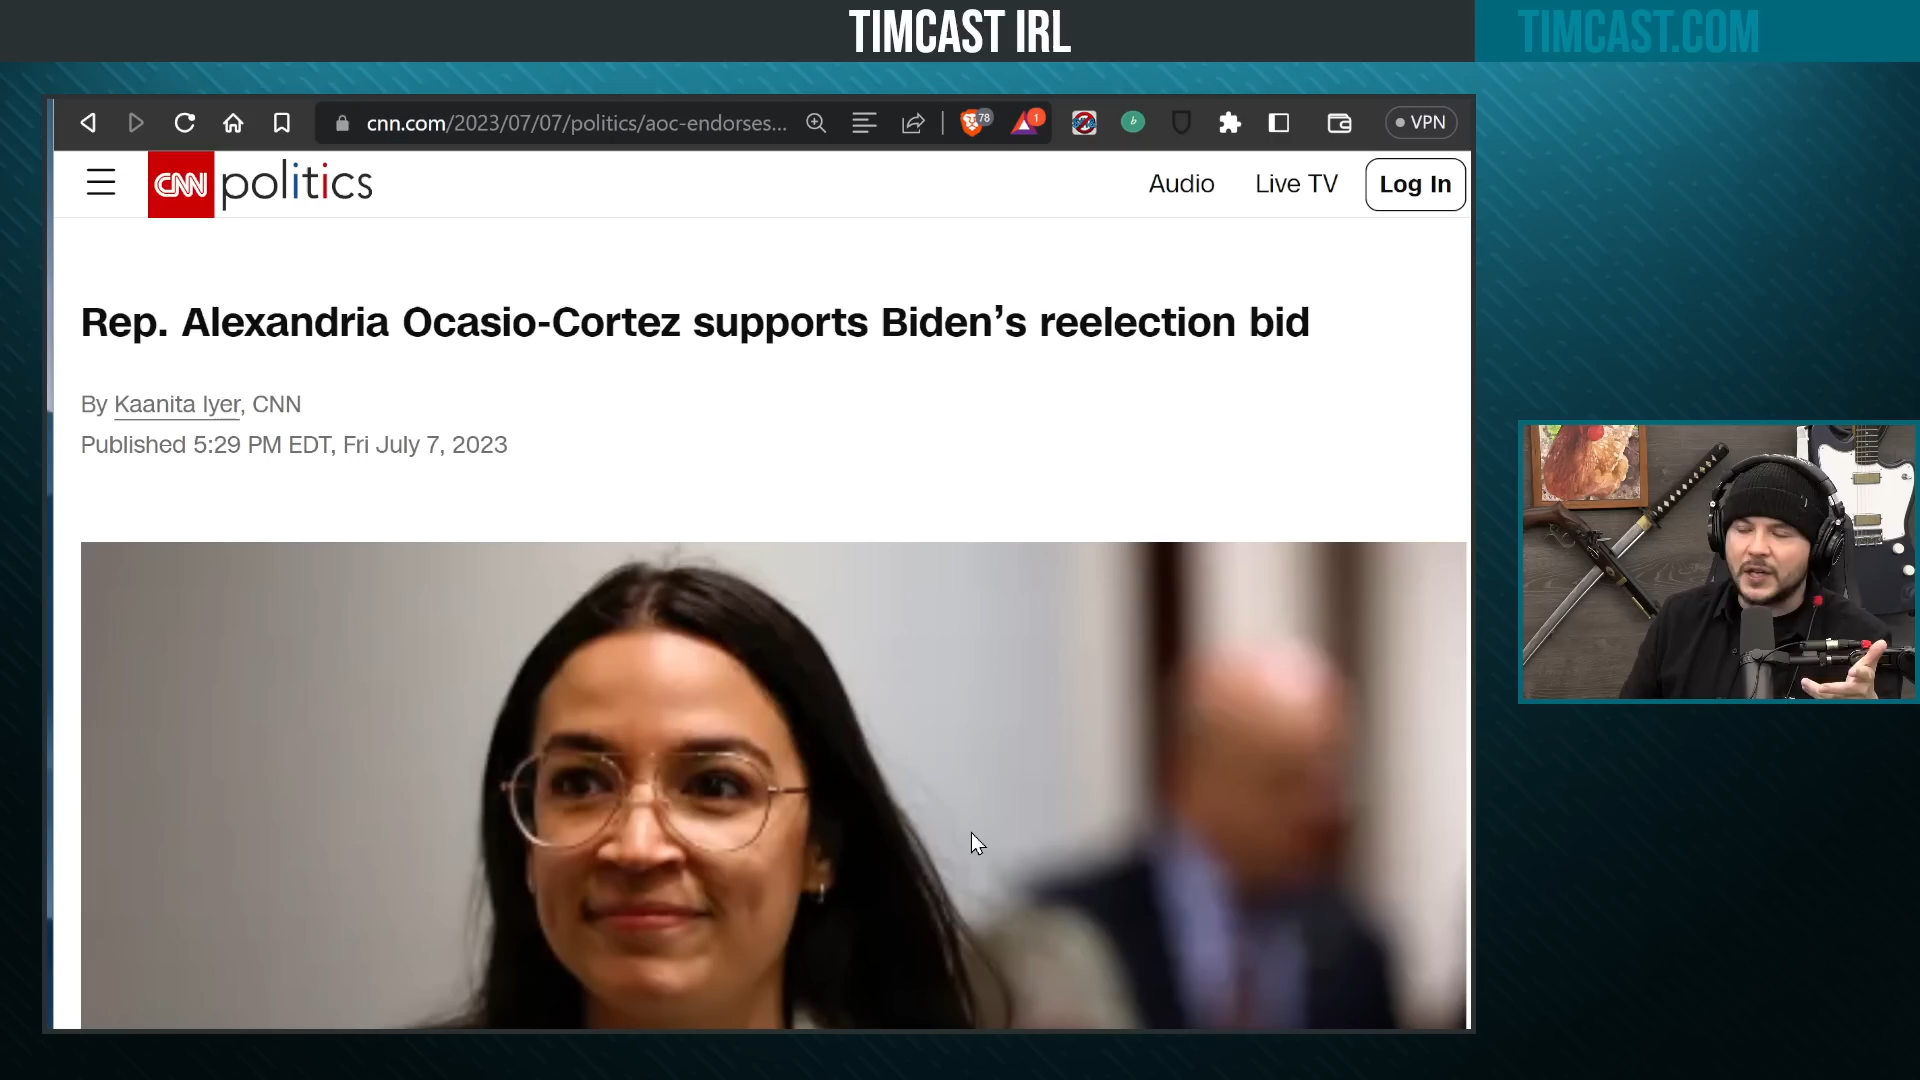 TIMCAST IRL
TIMCAST.COM
cnn.com/2023/07/07/politics/aoc-endorses...
78
1
b
VPN
CNN politics
Audio
Live TV
Log In
Rep. Alexandria Ocasio-Cortez supports Biden’s reelection bid
By Kaanita Iyer, CNN
Published 5:29 PM EDT, Fri July 7, 2023